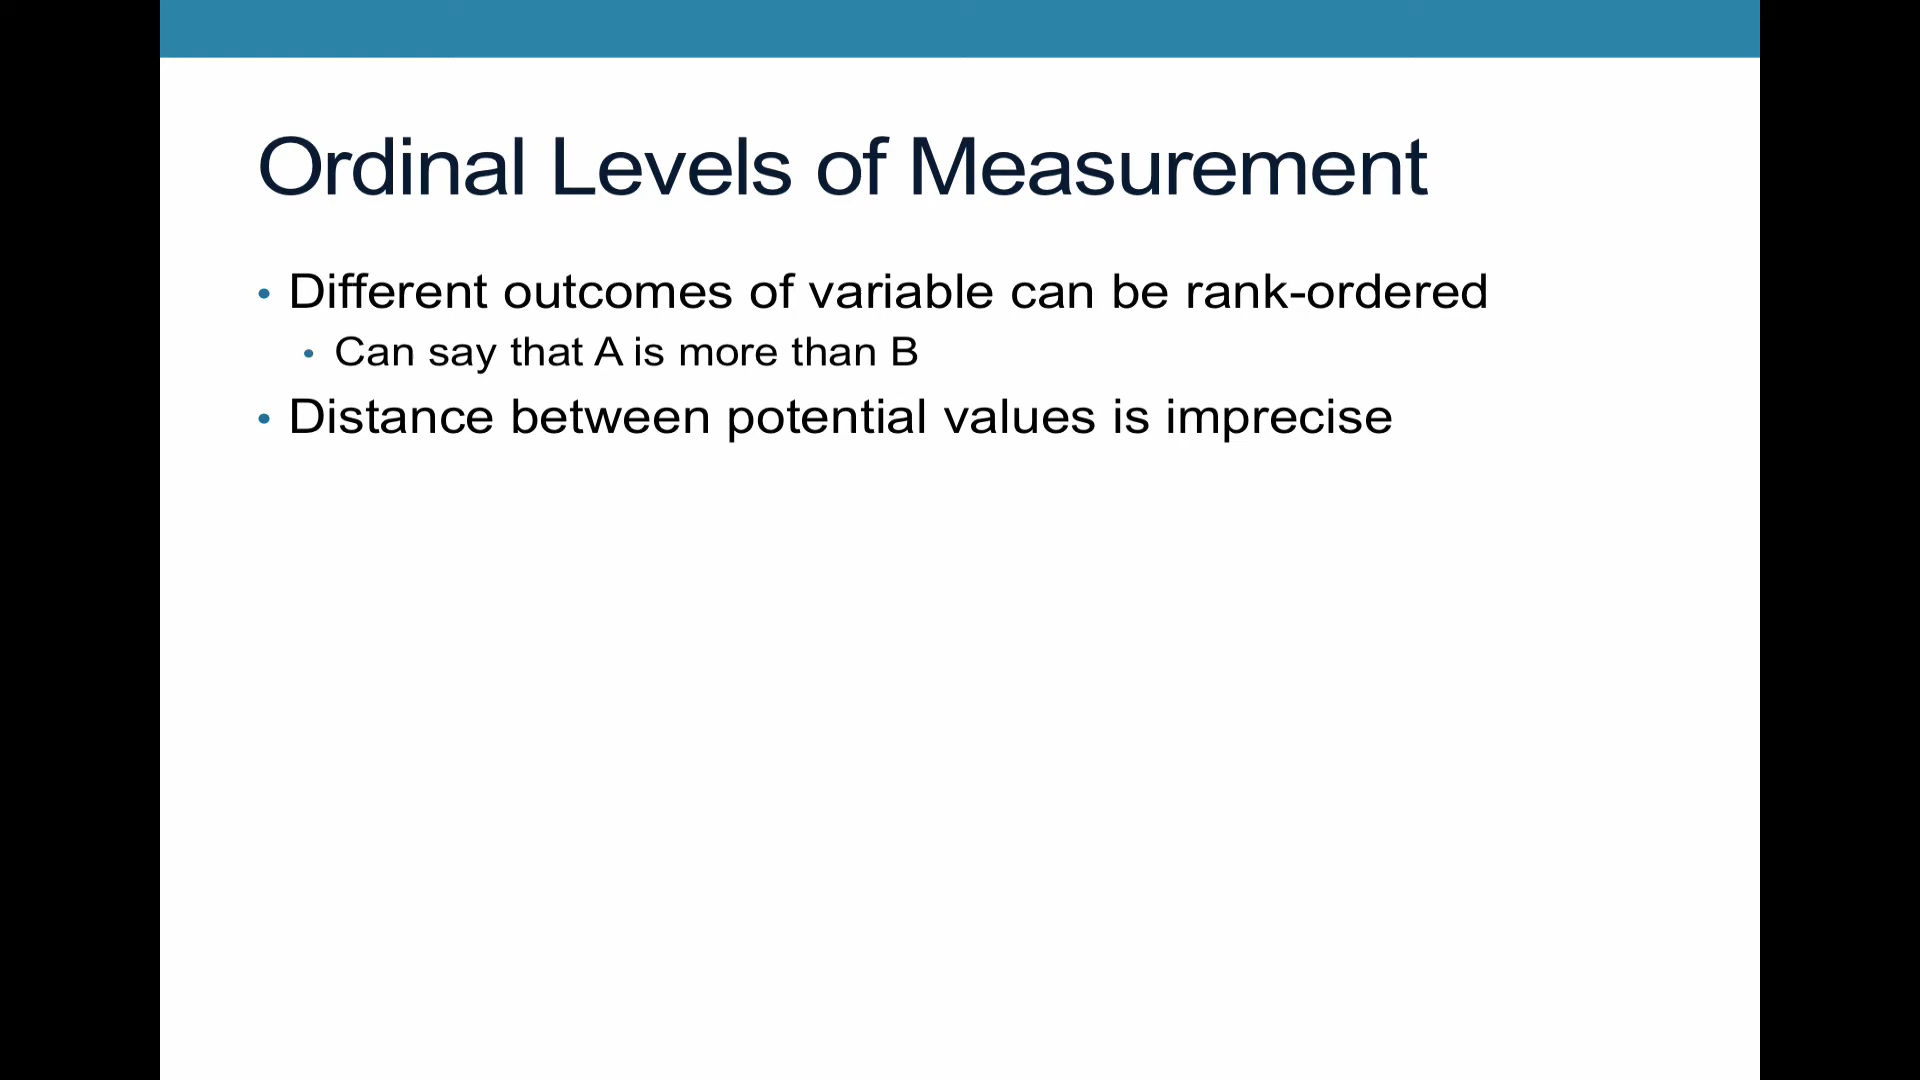 Ordinal Levels of Measurement
• Different outcomes of variable can be rank-ordered
• Can say that A is more than B
• Distance between potential values is imprecise